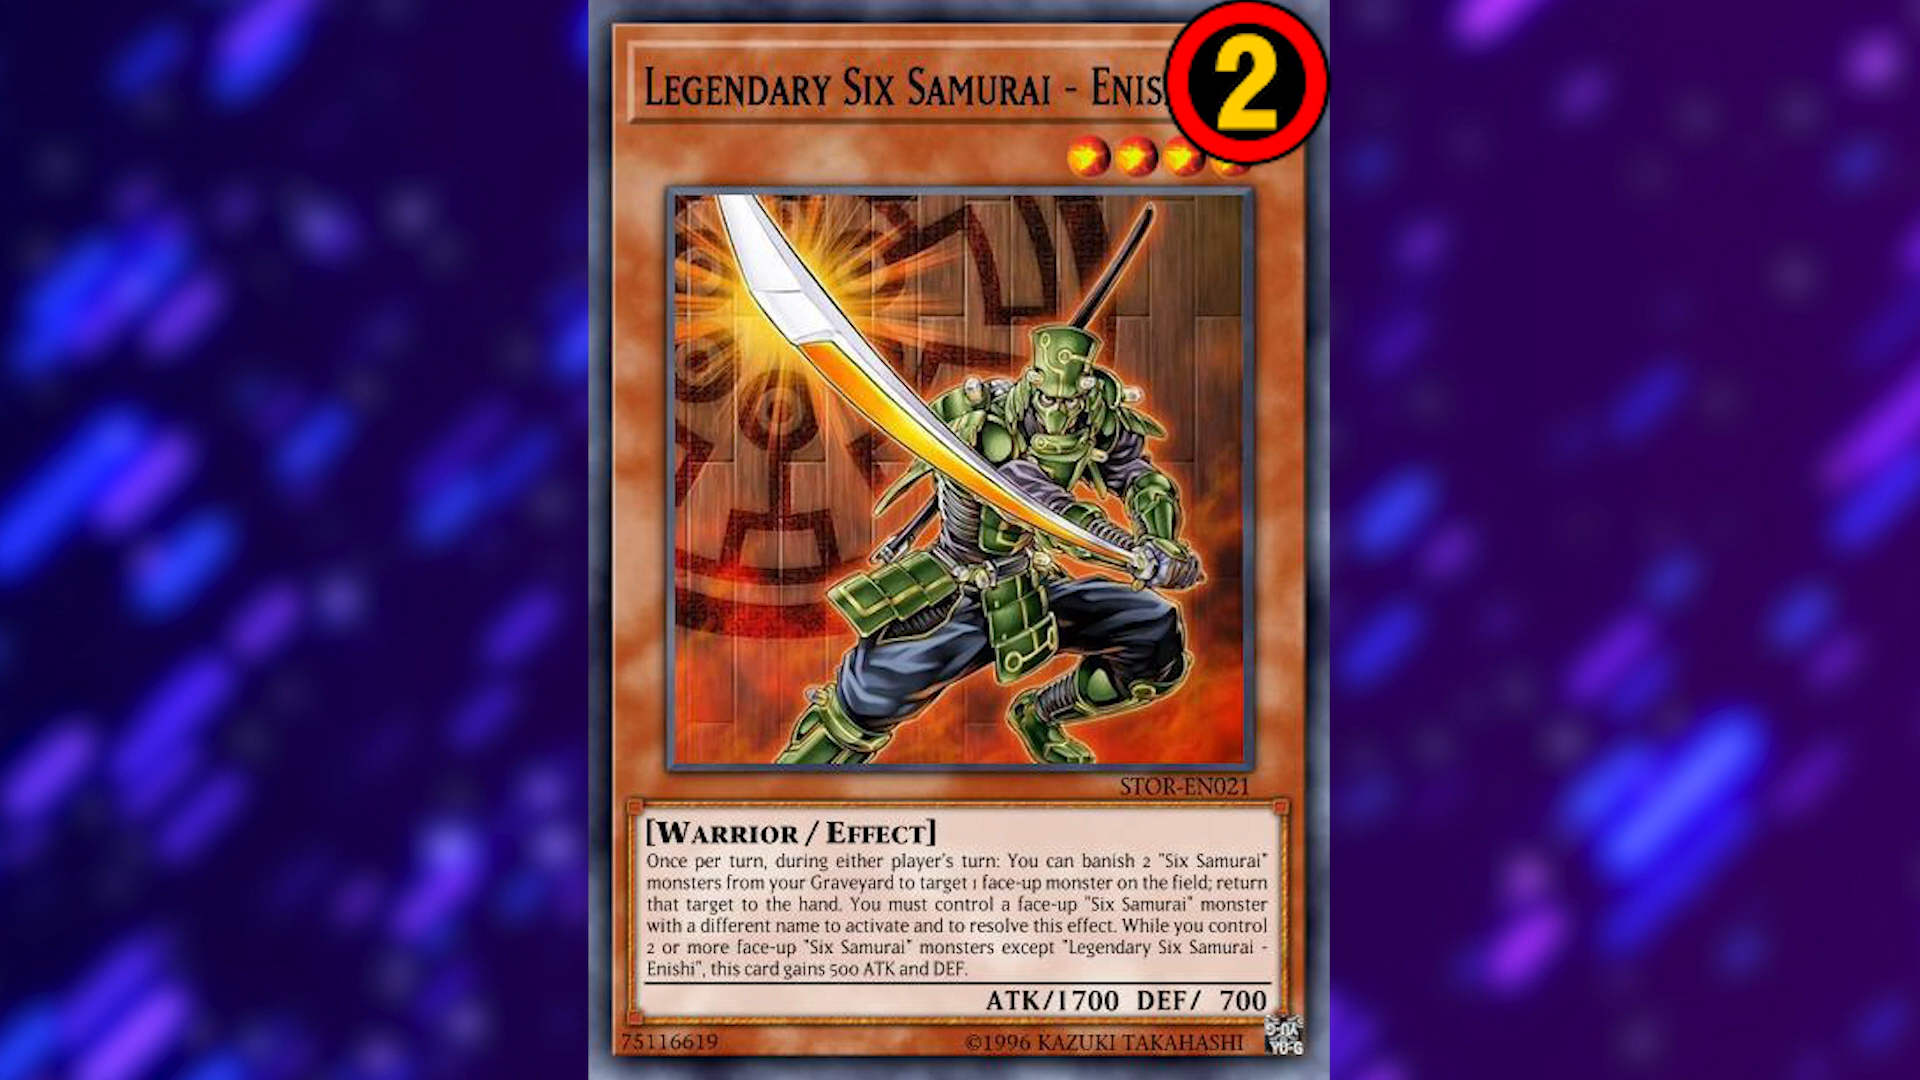 LEGENDARY SIX SAMURAI - ENIS
2
STOR-EN021
[WARRIOR / EFFECT]
Once per turn, during either player's turn: You can banish 2 "Six Samurai"
monsters from your Graveyard to target 1 face-up monster on the field; return
that target to the hand. You must control a face-up "Six Samurai" monster
with a different name to activate and to resolve this effect. While you control
2 or more face-up "Six Samurai" monsters except "Legendary Six Samurai -
Enishi", this card gains 500 ATK and DEF.
ATK/1700 DEF/ 700
75116619
©1996 KAZUKI TAKAHASHI
YU-G